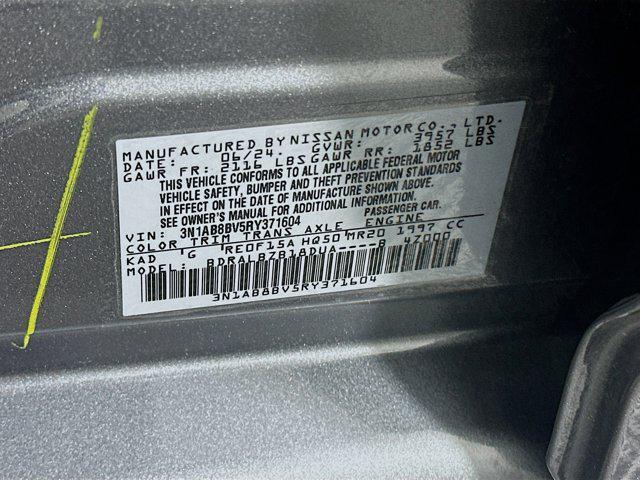 MANUFACTURED BY NISSAN MOTOR CO., LTD.
DATE: 06/24. GVWR: 3957 LBS
GAWR FR: 2116 LBS GAWR RR: 1852 LBS
THIS VEHICLE CONFORMS TO ALL APPLICABLE FEDERAL MOTOR
VEHICLE SAFETY, BUMPER AND THEFT PREVENTION STANDARDS
IN EFFECT ON THE DATE OF MANUFACTURE SHOWN ABOVE.
SEE OWNER'S MANUAL FOR ADDITIONAL INFORMATION.
VIN: 3N1AB8BV5RY371604 PASSENGER CAR.
COLOR TRIM TRANS AXLE ENGINE
KAD G RE0F15A HQ50 MR20 1997 CC
MODEL: BDRALBZB18DUA----B 4Z000
3N1AB8BV5RY371604